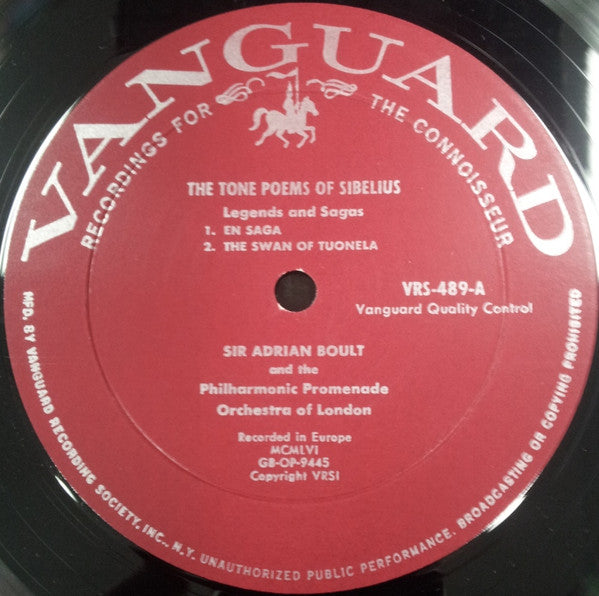 VANGUARD
RECORDINGS FOR THE CONNOISSEUR
THE TONE POEMS OF SIBELIUS
Legends and Sagas
1. EN SAGA
2. THE SWAN OF TUONELA
VRS-489-A
Vanguard Quality Control
SIR ADRIAN BOULT
and the
Philharmonic Promenade
Orchestra of London
Recorded in Europe
MCMLVI
GB-OP-9445
Copyright VRSI
MFD. BY VANGUARD RECORDING SOCIETY, INC., N.Y. UNAUTHORIZED PUBLIC PERFORMANCE, BROADCASTING OR COPYING PROHIBITED